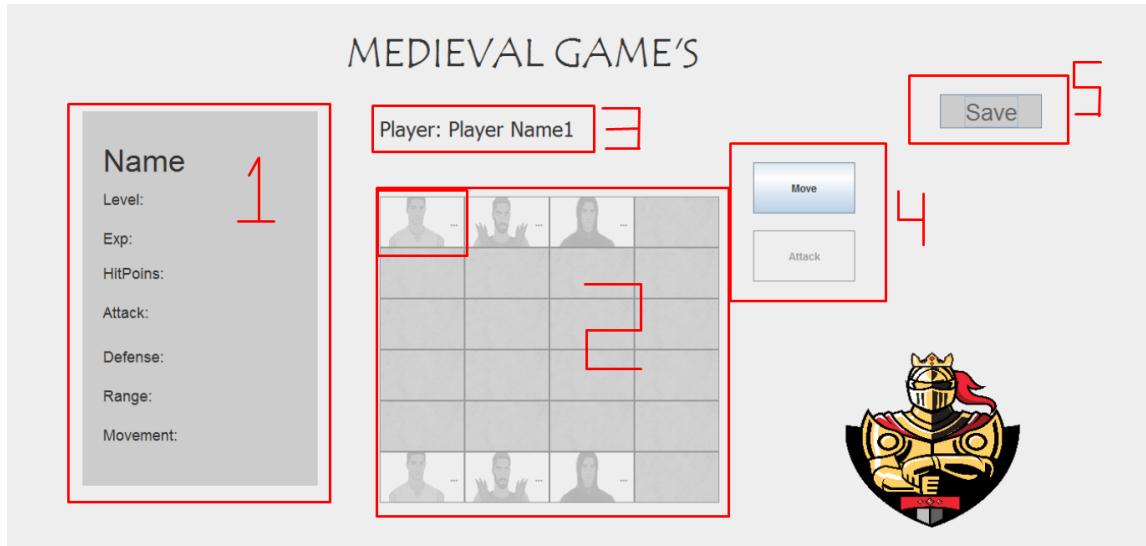 MEDIEVAL GAME'S
5
Save
Player: Player Name1
3
Name
1
Level:
Exp:
HitPoins:
Attack:
Defense:
Range:
Movement:
... ... ...
2
... ... ...
Move
Attack
4